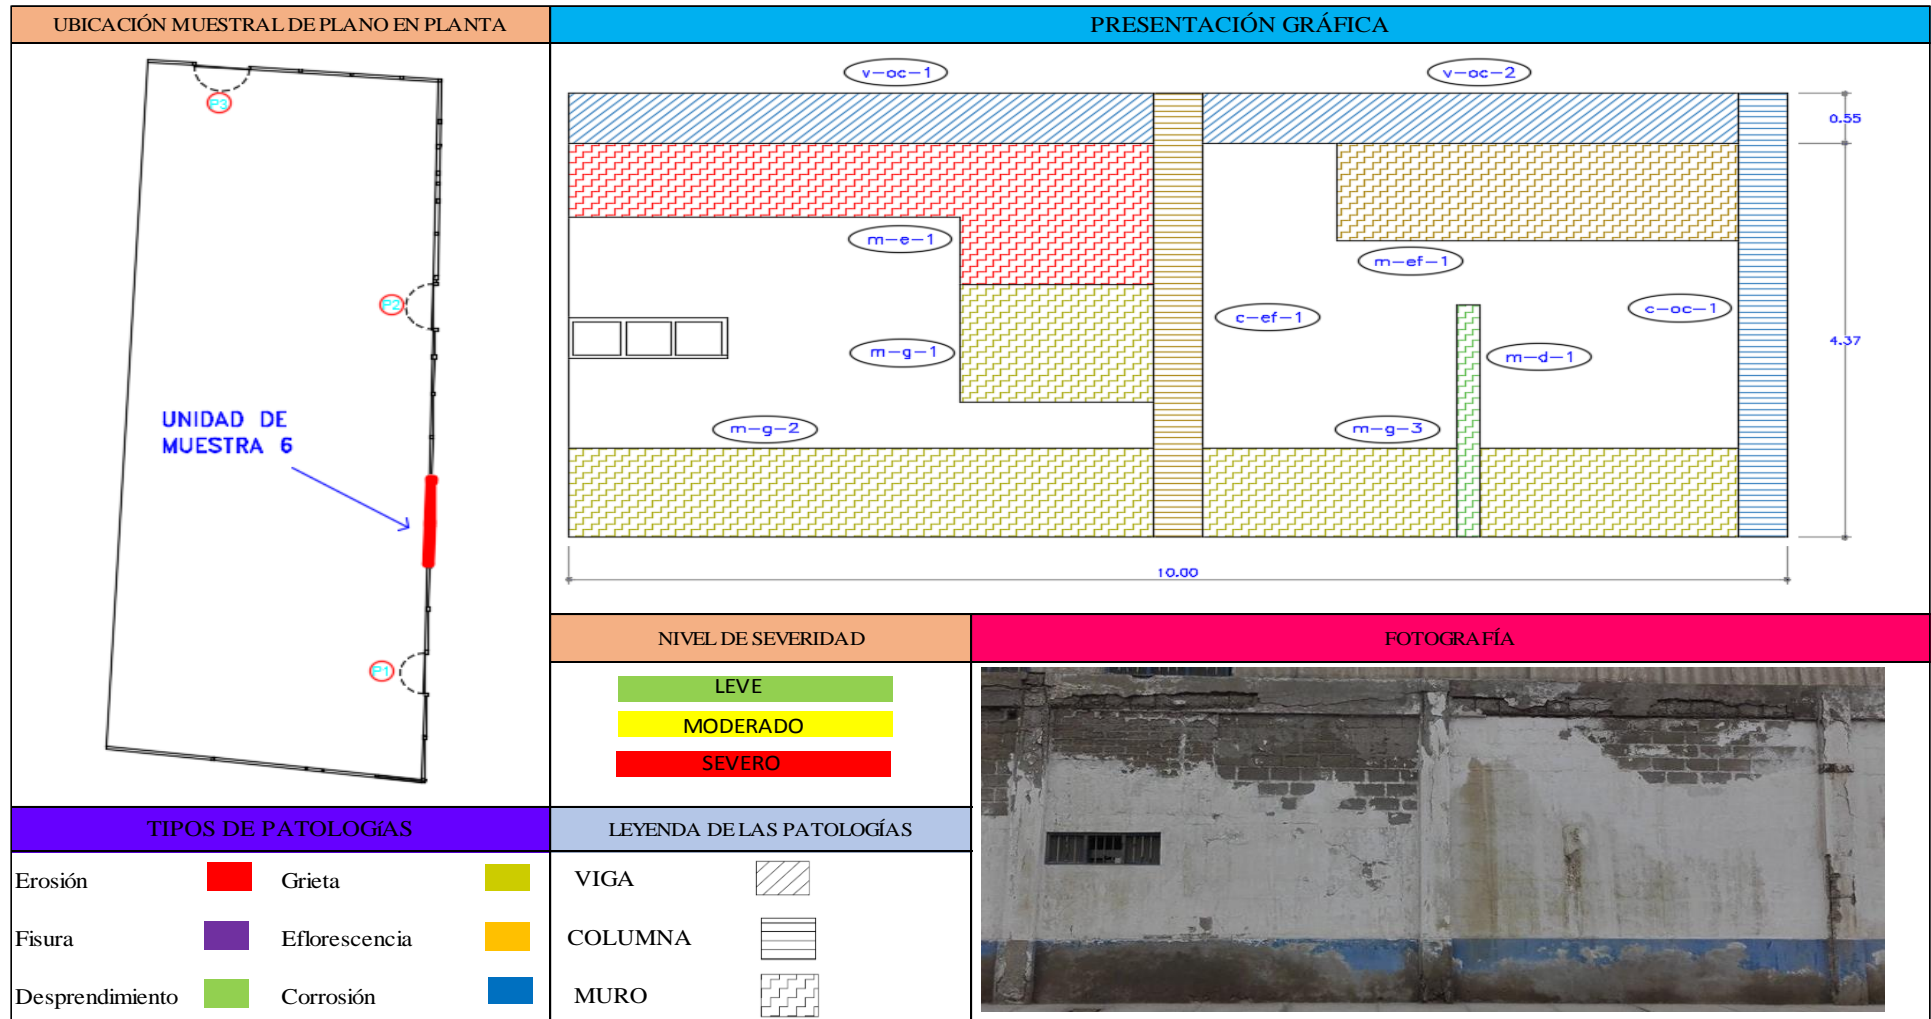 UBICACIÓN MUESTRAL DE PLANO EN PLANTA
P3
P2
UNIDAD DE
MUESTRA 6
P1
PRESENTACIÓN GRÁFICA
v-oc-1
v-oc-2
0.55
m-e-1
m-ef-1
c-ef-1
c-oc-1
m-g-1
m-d-1
4.37
m-g-2
m-g-3
10.00
NIVEL DE SEVERIDAD
LEVE
MODERADO
SEVERO
FOTOGRAFÍA
TIPOS DE PATOLOGíAS
Erosión
Grieta
Fisura
Eflorescencia
Desprendimiento
Corrosión
LEYENDA DE LAS PATOLOGÍAS
VIGA
COLUMNA
MURO